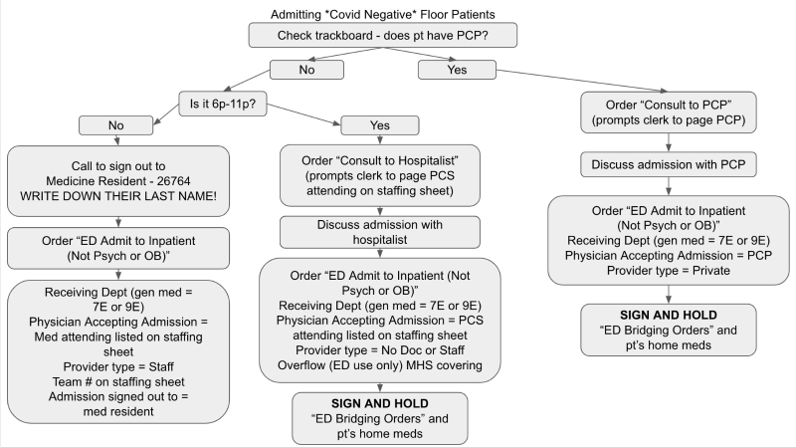 Admitting *Covid Negative* Floor Patients
Check trackboard - does pt have PCP?
No
Yes
Is it 6p-11p?
No
Yes
Call to sign out to
Medicine Resident - 26764
WRITE DOWN THEIR LAST NAME!
Order “ED Admit to Inpatient
(Not Psych or OB)”
Receiving Dept (gen med =
7E or 9E)
Physician Accepting Admission =
Med attending listed on staffing
sheet
Provider type = Staff
Team # on staffing sheet
Admission signed out to =
med resident
Order “Consult to Hospitalist”
(prompts clerk to page PCS
attending on staffing sheet)
Discuss admission with
hospitalist
Order “ED Admit to Inpatient (Not
Psych or OB)”
Receiving Dept (gen med = 7E or 9E)
Physician Accepting Admission = PCS
attending listed on staffing sheet
Provider type = No Doc or Staff
Overflow (ED use only) MHS covering
SIGN AND HOLD
“ED Bridging Orders” and
pt’s home meds
Order “Consult to PCP”
(prompts clerk to page PCP)
Discuss admission with PCP
Order “ED Admit to Inpatient
(Not Psych or OB)”
Receiving Dept (gen med = 7E or 9E)
Physician Accepting Admission = PCP
Provider type = Private
SIGN AND HOLD
“ED Bridging Orders” and
pt’s home meds